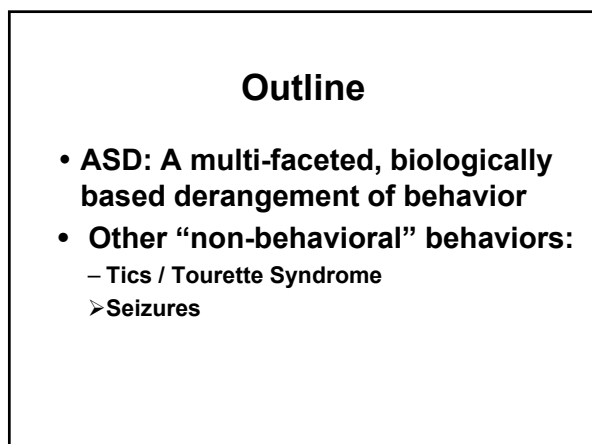 Outline
• ASD: A multi-faceted, biologically
based derangement of behavior
• Other “non-behavioral” behaviors:
– Tics / Tourette Syndrome
➢Seizures